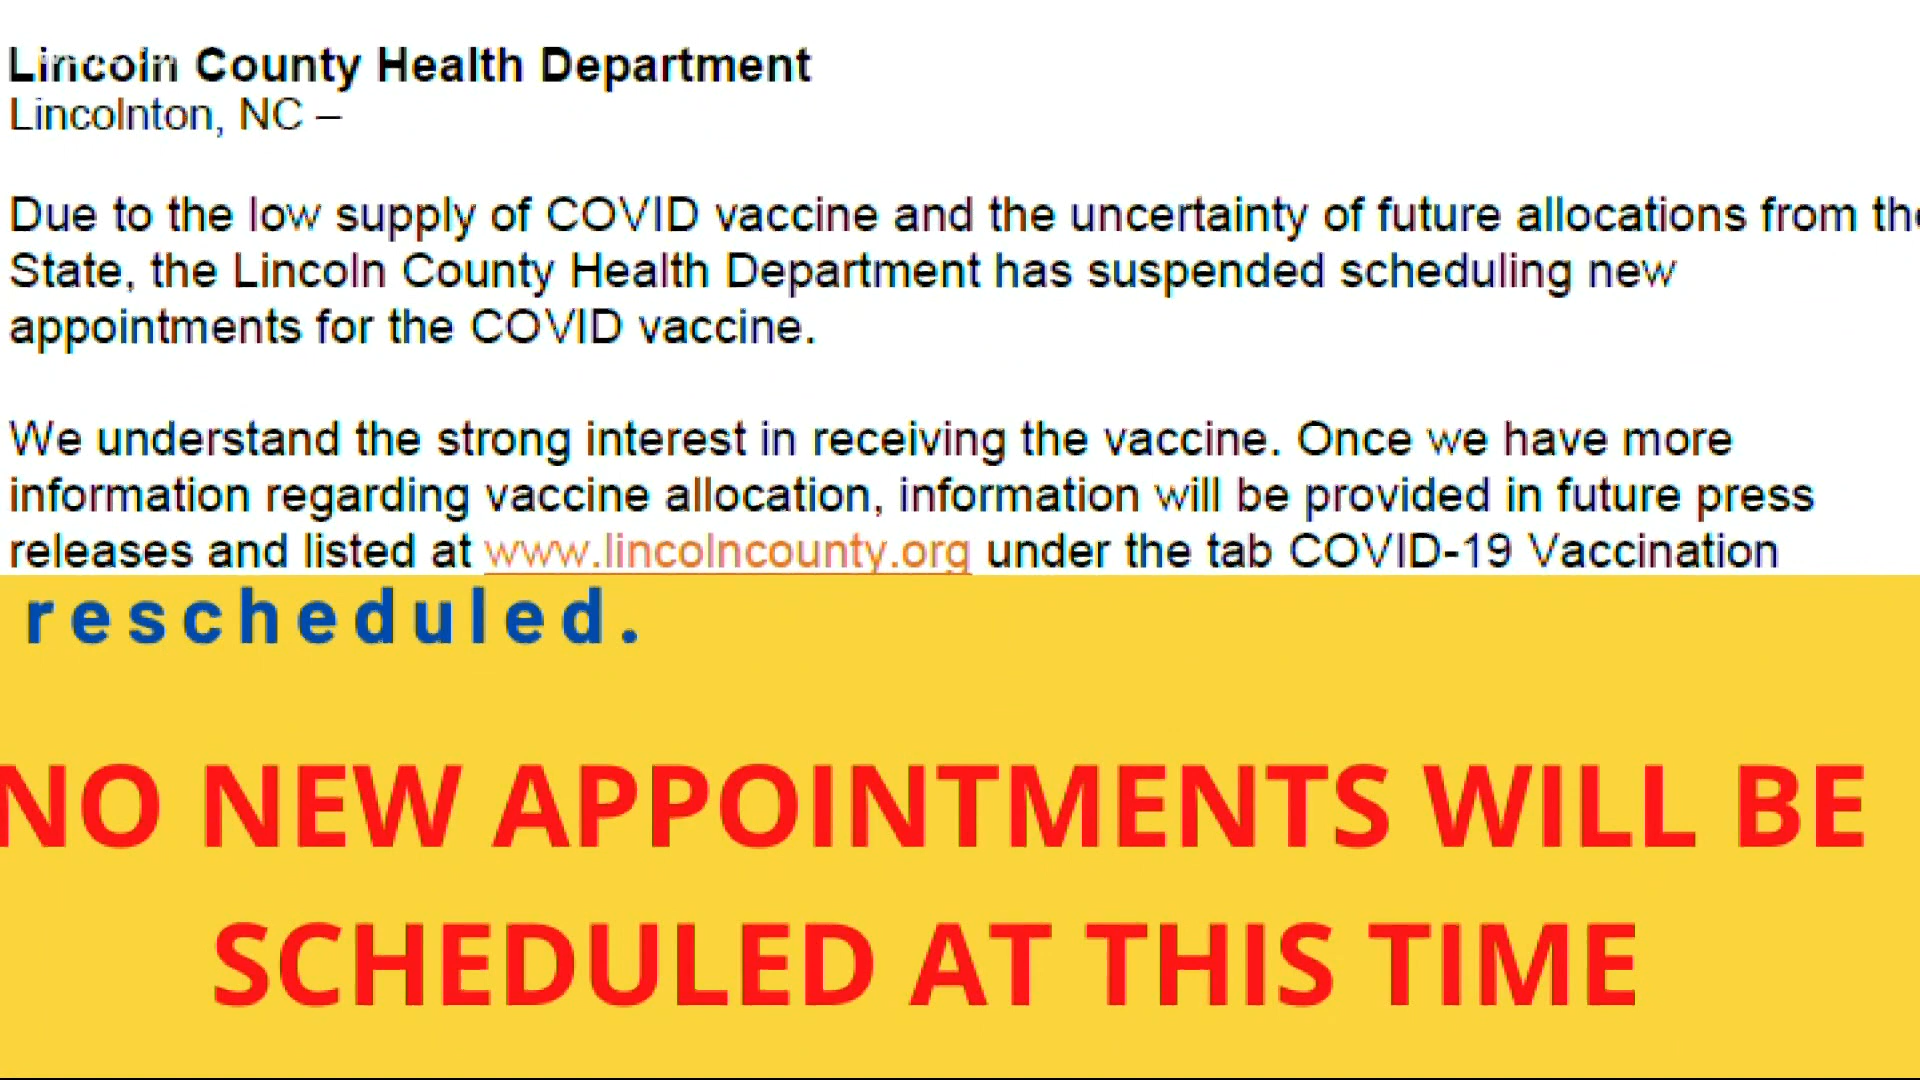 Lincoln County Health Department
Lincolnton, NC –
Due to the low supply of COVID vaccine and the uncertainty of future allocations from the
State, the Lincoln County Health Department has suspended scheduling new
appointments for the COVID vaccine.
We understand the strong interest in receiving the vaccine. Once we have more
information regarding vaccine allocation, information will be provided in future press
releases and listed at www.lincolncounty.org under the tab COVID-19 Vaccination
rescheduled.
NO NEW APPOINTMENTS WILL BE
SCHEDULED AT THIS TIME